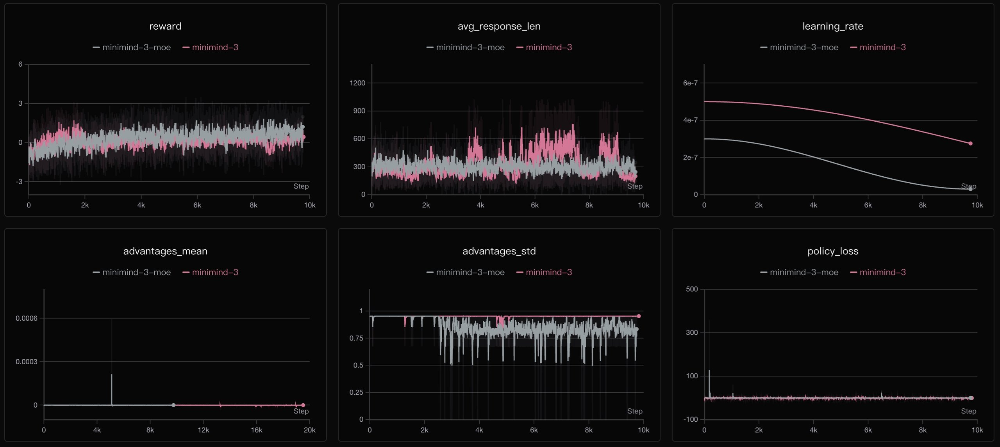 reward
minimind-3-moe minimind-3
6
3
0
-3
Step
0 2k 4k 6k 8k 10k
avg_response_len
minimind-3-moe minimind-3
1200
900
600
300
0
Step
0 2k 4k 6k 8k 10k
learning_rate
minimind-3-moe minimind-3
6e-7
4e-7
2e-7
0
Step
0 2k 4k 6k 8k 10k
advantages_mean
minimind-3-moe minimind-3
0.0006
0.0003
0
Step
0 4k 8k 12k 16k 20k
advantages_std
minimind-3-moe minimind-3
1
0.75
0.5
0.25
0
Step
0 2k 4k 6k 8k 10k
policy_loss
minimind-3-moe minimind-3
500
300
100
-100
Step
0 2k 4k 6k 8k 10k